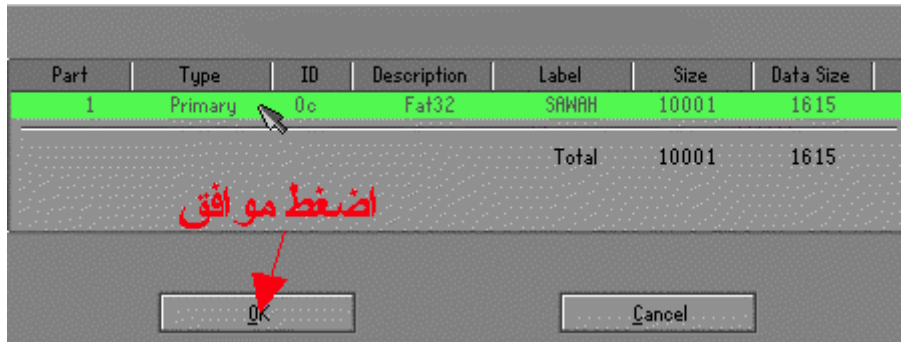 Part Type ID Description Label Size Data Size
1 Primary 0c Fat32 SAWAH 10001 1615
Total 10001 1615
اضغط موافق
OK Cancel